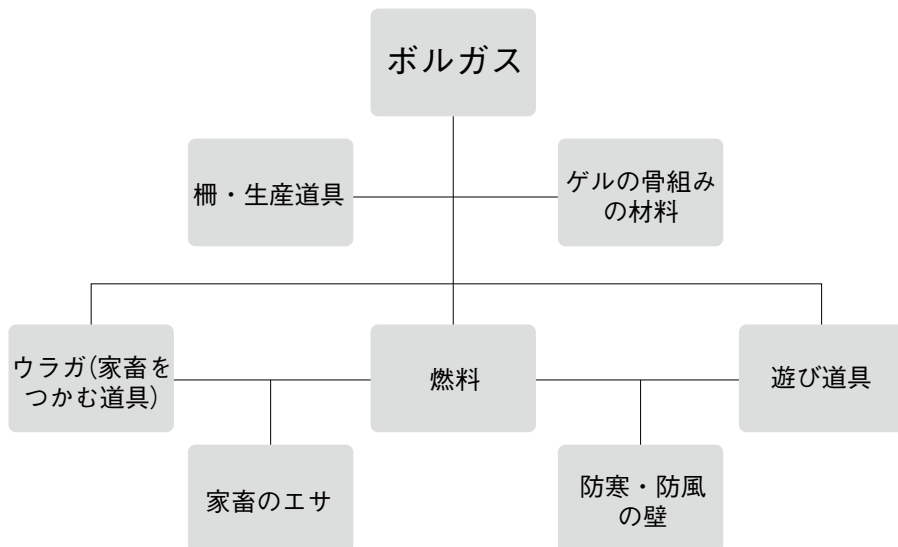 ボルガス
柵・生産道具
ゲルの骨組み
の材料
ウラガ(家畜を
つかむ道具)
燃料
遊び道具
家畜のエサ
防寒・防風
の壁